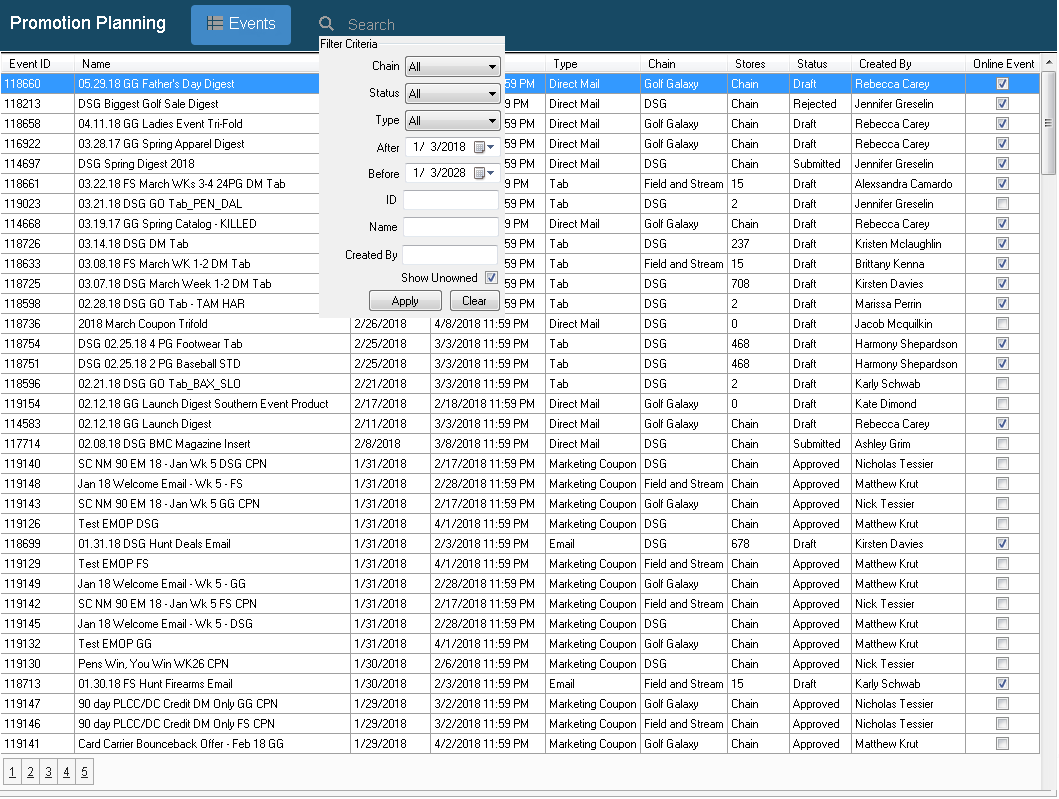 Promotion Planning Events Search
Filter Criteria
Chain All
Status All
Type All
After 1/ 3/2018
Before 1/ 3/2028
ID
Name
Created By
Show Unowned
Apply Clear
Event ID Name Type Chain Stores Status Created By Online Event
118660 05.29.18 GG Father's Day Digest 59 PM Direct Mail Golf Galaxy Chain Draft Rebecca Carey
118213 DSG Biggest Golf Sale Digest 9 PM Direct Mail DSG Chain Rejected Jennifer Greselin
118658 04.11.18 GG Ladies Event Tri-Fold 59 PM Direct Mail Golf Galaxy Chain Draft Rebecca Carey
116922 03.28.17 GG Spring Apparel Digest 59 PM Direct Mail Golf Galaxy Chain Draft Rebecca Carey
114697 DSG Spring Digest 2018 59 PM Direct Mail DSG Chain Submitted Jennifer Greselin
118661 03.22.18 FS March WKs 3-4 24PG DM Tab 9 PM Tab Field and Stream 15 Draft Alexsandra Camardo
119023 03.21.18 DSG GO Tab_PEN_DAL 59 PM Tab DSG 2 Draft Jennifer Greselin
114668 03.19.17 GG Spring Catalog - KILLED 9 PM Direct Mail Golf Galaxy Chain Draft Rebecca Carey
118726 03.14.18 DSG DM Tab 59 PM Tab DSG 237 Draft Kristen Mclaughlin
118633 03.08.18 FS March WK 1-2 DM Tab 59 PM Tab Field and Stream 15 Draft Brittany Kenna
118725 03.07.18 DSG March Week 1-2 DM Tab 59 PM Tab DSG 708 Draft Kirsten Davies
118598 02.28.18 DSG GO Tab - TAM HAR 59 PM Tab DSG 2 Draft Marissa Perrin
118736 2018 March Coupon Trifold 2/26/2018 4/8/2018 11:59 PM Direct Mail DSG 0 Draft Jacob Mcquilkin
118754 DSG 02.25.18 4 PG Footwear Tab 2/25/2018 3/3/2018 11:59 PM Tab DSG 468 Draft Harmony Shepardson
118751 DSG 02.25.18 2 PG Baseball STD 2/25/2018 3/3/2018 11:59 PM Tab DSG 468 Draft Harmony Shepardson
118596 02.21.18 DSG GO Tab_BAX_SLO 2/21/2018 3/3/2018 11:59 PM Tab DSG 2 Draft Karly Schwab
119154 02.12.18 GG Launch Digest Southern Event Product 2/17/2018 2/18/2018 11:59 PM Direct Mail Golf Galaxy 0 Draft Kate Dimond
114583 02.12.18 GG Launch Digest 2/11/2018 3/3/2018 11:59 PM Direct Mail Golf Galaxy Chain Draft Rebecca Carey
117714 02.08.18 DSG BMC Magazine Insert 2/8/2018 3/8/2018 11:59 PM Direct Mail DSG Chain Submitted Ashley Grim
119140 SC NM 90 EM 18 - Jan Wk 5 DSG CPN 1/31/2018 2/17/2018 11:59 PM Marketing Coupon DSG Chain Approved Nicholas Tessier
119148 Jan 18 Welcome Email - Wk 5 - FS 1/31/2018 2/28/2018 11:59 PM Marketing Coupon Field and Stream Chain Approved Matthew Krut
119143 SC NM 90 EM 18 - Jan Wk 5 GG CPN 1/31/2018 2/17/2018 11:59 PM Marketing Coupon Golf Galaxy Chain Approved Nick Tessier
119126 Test EMOP DSG 1/31/2018 4/1/2018 11:59 PM Marketing Coupon DSG Chain Approved Matthew Krut
118699 01.31.18 DSG Hunt Deals Email 1/31/2018 2/3/2018 11:59 PM Email DSG 678 Draft Kirsten Davies
119129 Test EMOP FS 1/31/2018 4/1/2018 11:59 PM Marketing Coupon Field and Stream Chain Approved Matthew Krut
119149 Jan 18 Welcome Email - Wk 5 - GG 1/31/2018 2/28/2018 11:59 PM Marketing Coupon Golf Galaxy Chain Approved Matthew Krut
119142 SC NM 90 EM 18 - Jan Wk 5 FS CPN 1/31/2018 2/17/2018 11:59 PM Marketing Coupon Field and Stream Chain Approved Nick Tessier
119145 Jan 18 Welcome Email - Wk 5 - DSG 1/31/2018 2/28/2018 11:59 PM Marketing Coupon DSG Chain Approved Matthew Krut
119132 Test EMOP GG 1/31/2018 4/1/2018 11:59 PM Marketing Coupon Golf Galaxy Chain Approved Matthew Krut
119130 Pens Win, You Win WK26 CPN 1/30/2018 2/6/2018 11:59 PM Marketing Coupon DSG Chain Approved Nick Tessier
118713 01.30.18 FS Hunt Firearms Email 1/30/2018 2/3/2018 11:59 PM Email Field and Stream 15 Draft Karly Schwab
119147 90 day PLCC/DC Credit DM Only GG CPN 1/29/2018 3/2/2018 11:59 PM Marketing Coupon Golf Galaxy Chain Approved Nicholas Tessier
119146 90 day PLCC/DC Credit DM Only FS CPN 1/29/2018 3/2/2018 11:59 PM Marketing Coupon Field and Stream Chain Approved Nicholas Tessier
119141 Card Carrier Bounceback Offer - Feb 18 GG 1/29/2018 4/2/2018 11:59 PM Marketing Coupon Golf Galaxy Chain Approved Matthew Krut
1 2 3 4 5